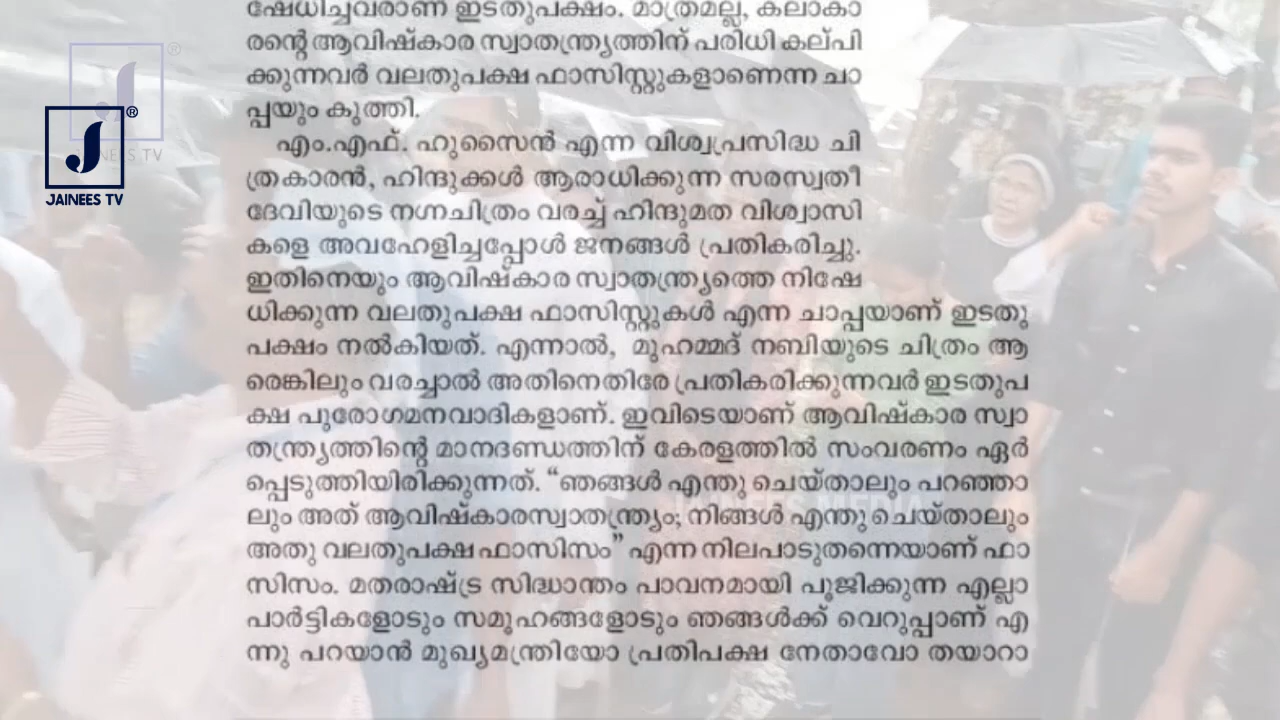 ഷേധിച്ചവരാണ് ഇടതുപക്ഷം. മാത്രമല്ല, കലാകാ
രന്റെ ആവിഷ്കാര സ്വാതന്ത്ര്യത്തിന് പരിധി കല്പി
ക്കുന്നവർ വലതുപക്ഷ ഫാസിസ്റ്റുകളാണെന്ന ചാ
പ്പയും കുത്തി.
എം.എഫ്. ഹുസൈൻ എന്ന വിശ്വപ്രസിദ്ധ ചി
ത്രകാരൻ, ഹിന്ദുക്കൾ ആരാധിക്കുന്ന സരസ്വതീ
ദേവിയുടെ നഗ്നചിത്രം വരച്ച് ഹിന്ദുമത വിശ്വാസി
കളെ അവഹേളിച്ചപ്പോൾ ജനങ്ങൾ പ്രതികരിച്ചു.
ഇതിനെയും ആവിഷ്കാര സ്വാതന്ത്ര്യത്തെ നിഷേ
ധിക്കുന്ന വലതുപക്ഷ ഫാസിസ്റ്റുകൾ എന്ന ചാപ്പയാണ് ഇടതു
പക്ഷം നൽകിയത്. എന്നാൽ, മുഹമ്മദ് നബിയുടെ ചിത്രം ആ
രെങ്കിലും വരച്ചാൽ അതിനെതിരേ പ്രതികരിക്കുന്നവർ ഇടതുപ
ക്ഷ പുരോഗമനവാദികളാണ്. ഇവിടെയാണ് ആവിഷ്കാര സ്വാ
തന്ത്ര്യത്തിന്റെ മാനദണ്ഡത്തിന് കേരളത്തിൽ സംവരണം ഏർ
പ്പെടുത്തിയിരിക്കുന്നത്. “ഞങ്ങൾ എന്തു ചെയ്താലും പറഞ്ഞാ
ലും അത് ആവിഷ്കാരസ്വാതന്ത്ര്യം; നിങ്ങൾ എന്തു ചെയ്താലും
അതു വലതുപക്ഷ ഫാസിസം” എന്ന നിലപാടുതന്നെയാണ് ഫാ
സിസം. മതരാഷ്ട്ര സിദ്ധാന്തം പാവനമായി പൂജിക്കുന്ന എല്ലാ
പാർട്ടികളോടും സമൂഹങ്ങളോടും ഞങ്ങൾക്ക് വെറുപ്പാണ് എ
ന്നു പറയാൻ മുഖ്യമന്ത്രിയോ പ്രതിപക്ഷ നേതാവോ തയാറാ
J®
JAINEES TV
JAINEES TV
JAINEES MEDIA